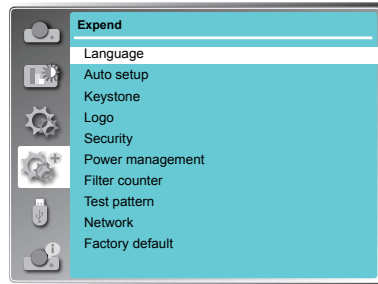 Expend
Language
Auto setup
Keystone
Logo
Security
Power management
Filter counter
Test pattern
Network
Factory default